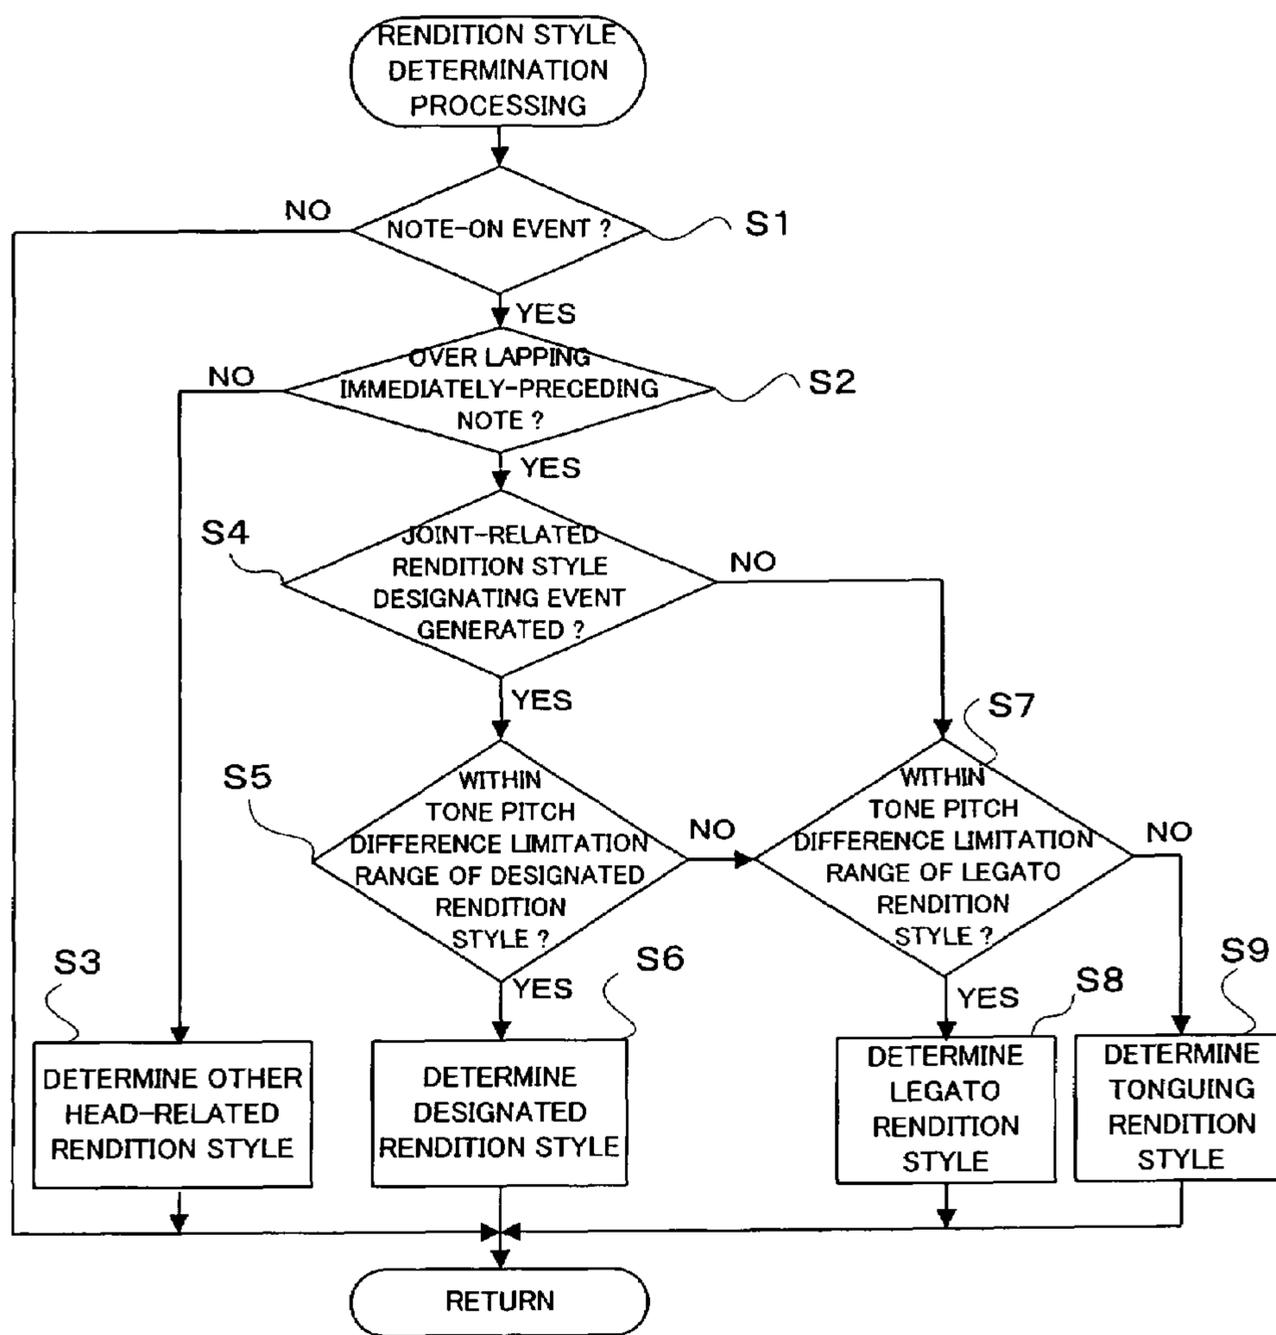 RENDITION STYLE
DETERMINATION
PROCESSING
NO
NOTE-ON EVENT ?
S1
YES
NO
OVER LAPPING
IMMEDIATELY-PRECEDING
NOTE ?
S2
YES
S4
JOINT-RELATED
RENDITION STYLE
DESIGNATING EVENT
GENERATED ?
NO
YES
S7
S5
WITHIN
TONE PITCH
DIFFERENCE LIMITATION
RANGE OF DESIGNATED
RENDITION
STYLE ?
NO
WITHIN
TONE PITCH
DIFFERENCE LIMITATION
RANGE OF LEGATO
RENDITION
STYLE ?
NO
S3
YES
S6
YES
S8
S9
DETERMINE OTHER
HEAD-RELATED
RENDITION STYLE
DETERMINE
DESIGNATED
RENDITION STYLE
DETERMINE
LEGATO
RENDITION
STYLE
DETERMINE
TONGUING
RENDITION
STYLE
RETURN